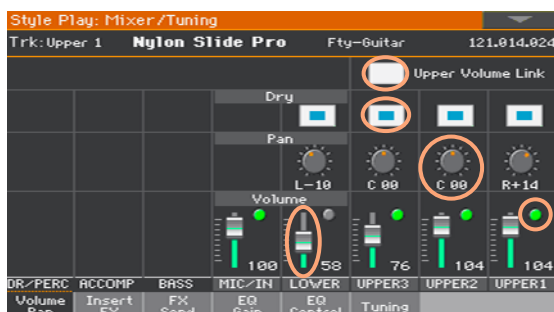 Style Play: Mixer/Tuning
Trk: Upper 1 Nylon Slide Pro Fty-Guitar 121.014.024
Upper Volume Link
Dry
Pan
L-10 C 00 C 00 R+14
Volume
100 58 76 104 104
DR/PERC ACCOMP BASS MIC/IN LOWER UPPER3 UPPER2 UPPER1
Volume Insert FX EQ EQ Tuning
Pan FX Send Gain Control